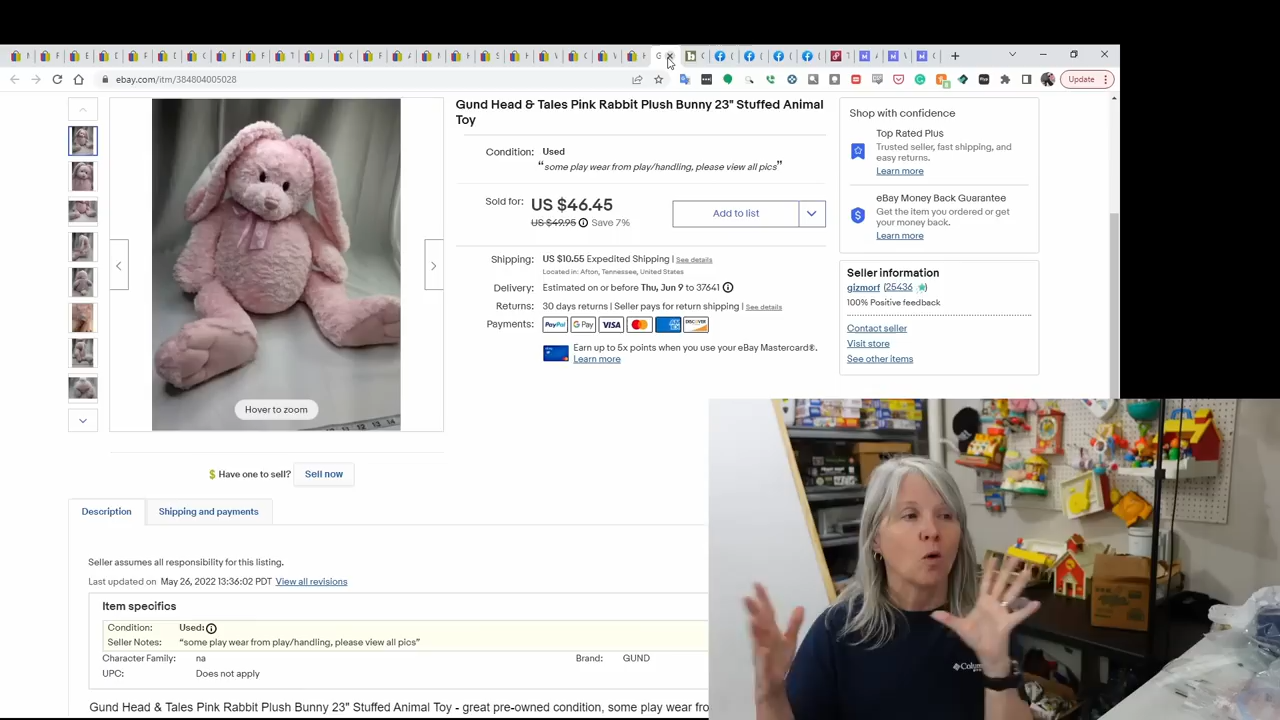 ebay.com/itm/384804005028
Update
Gund Head & Tales Pink Rabbit Plush Bunny 23" Stuffed Animal
Toy
Condition: Used
“some play wear from play/handling, please view all pics”
Sold for: US $46.45
US $49.95 Save 7%
Add to list
Shipping: US $10.55 Expedited Shipping | See details
Located in: Afton, Tennessee, United States
Delivery: Estimated on or before Thu, Jun 9 to 37641
Returns: 30 days returns | Seller pays for return shipping | See details
Payments: PayPal G Pay VISA DISCOVER
Earn up to 5x points when you use your eBay Mastercard®.
Learn more
Shop with confidence
Top Rated Plus
Trusted seller, fast shipping, and
easy returns.
Learn more
eBay Money Back Guarantee
Get the item you ordered or get
your money back.
Learn more
Seller information
gizmorf (25436)
100% Positive feedback
Contact seller
Visit store
See other items
Hover to zoom
Have one to sell? Sell now
Description Shipping and payments
Seller assumes all responsibility for this listing.
Last updated on May 26, 2022 13:36:02 PDT View all revisions
Item specifics
Condition: Used:
Seller Notes: “some play wear from play/handling, please view all pics”
Character Family: na Brand: GUND
UPC: Does not apply
Gund Head & Tales Pink Rabbit Plush Bunny 23" Stuffed Animal Toy - great pre-owned condition, some play wear fro
Columbia